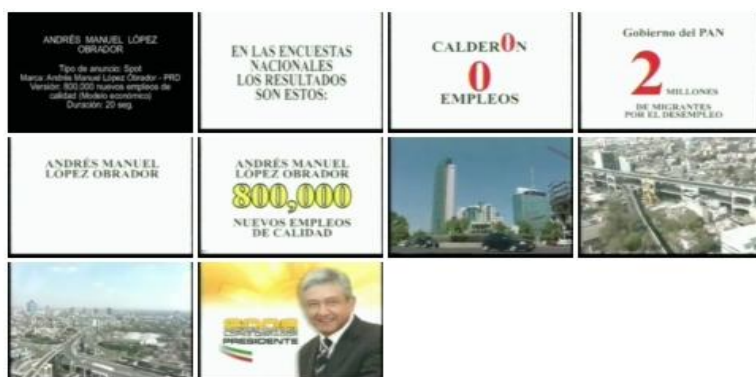 ANDRÉS MANUEL LÓPEZ
OBRADOR
Tipo de anuncio: Spot
Marca: Andrés Manuel López Obrador - PRD
Versión: 800,000 nuevos empleos de
calidad (Modelo económico)
Duración: 20 seg.
EN LAS ENCUESTAS
NACIONALES
LOS RESULTADOS
SON ESTOS:
CALDER0N
0
EMPLEOS
Gobierno del PAN
2 MILLONES
DE MIGRANTES
POR EL DESEMPLEO
ANDRÉS MANUEL
LÓPEZ OBRADOR
ANDRÉS MANUEL
LÓPEZ OBRADOR
800,000
NUEVOS EMPLEOS
DE CALIDAD
PRESIDENTE